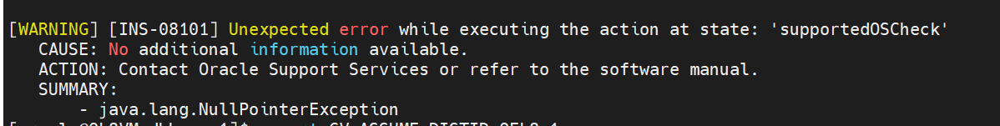 [WARNING] [INS-08101] Unexpected error while executing the action at state: 'supportedOSCheck'
CAUSE: No additional information available.
ACTION: Contact Oracle Support Services or refer to the software manual.
SUMMARY:
- java.lang.NullPointerException